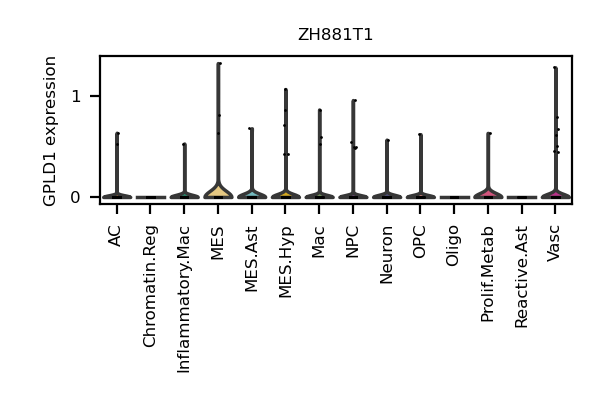 ZH881T1
GPLD1 expression
1
0
AC
Chromatin.Reg
Inflammatory.Mac
MES
MES.Ast
MES.Hyp
Mac
NPC
Neuron
OPC
Oligo
Prolif.Metab
Reactive.Ast
Vasc